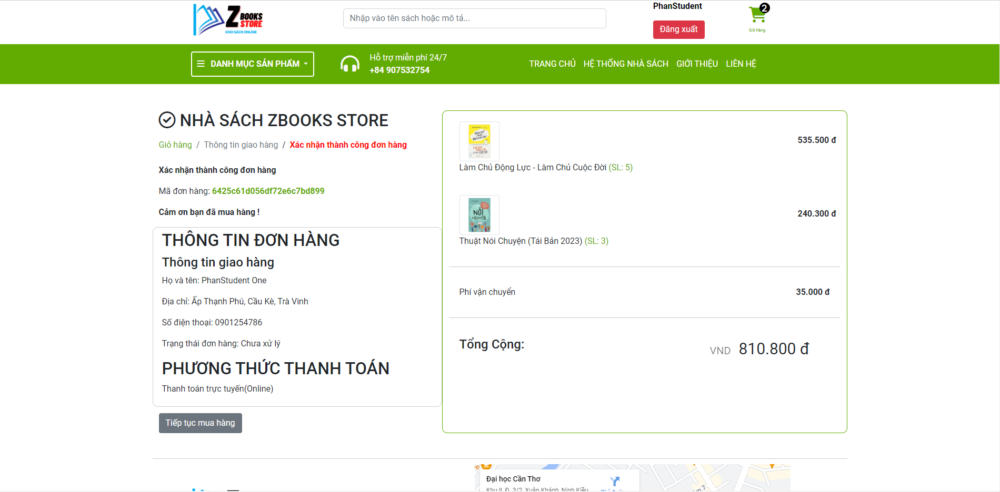 Z BOOKS
STORE
KHO SÁCH ONLINE
Nhập vào tên sách hoặc mô tả...
PhanStudent
Đăng xuất
2
Giỏ hàng
DANH MỤC SẢN PHẨM
Hỗ trợ miễn phí 24/7
+84 907532754
TRANG CHỦ HỆ THỐNG NHÀ SÁCH GIỚI THIỆU LIÊN HỆ
NHÀ SÁCH ZBOOKS STORE
Giỏ hàng / Thông tin giao hàng / Xác nhận thành công đơn hàng
Xác nhận thành công đơn hàng
Mã đơn hàng: 6425c61d056df72e6c7bd899
Cảm ơn bạn đã mua hàng !
THÔNG TIN ĐƠN HÀNG
Thông tin giao hàng
Họ và tên: PhanStudent One
Địa chỉ: Ấp Thạnh Phú, Cầu Kè, Trà Vinh
Số điện thoại: 0901254786
Trạng thái đơn hàng: Chưa xử lý
PHƯƠNG THỨC THANH TOÁN
Thanh toán trực tuyến(Online)
Tiếp tục mua hàng
535.500 đ
Làm Chủ Động Lực - Làm Chủ Cuộc Đời (SL: 5)
NÓI
CHUYỆN
240.300 đ
Thuật Nói Chuyện (Tái Bản 2023) (SL: 3)
Phí vận chuyển 35.000 đ
Tổng Cộng: VND 810.800 đ
Đại học Cần Thơ
Khu II, Đ. 3/2, Xuân Khánh, Ninh Kiều